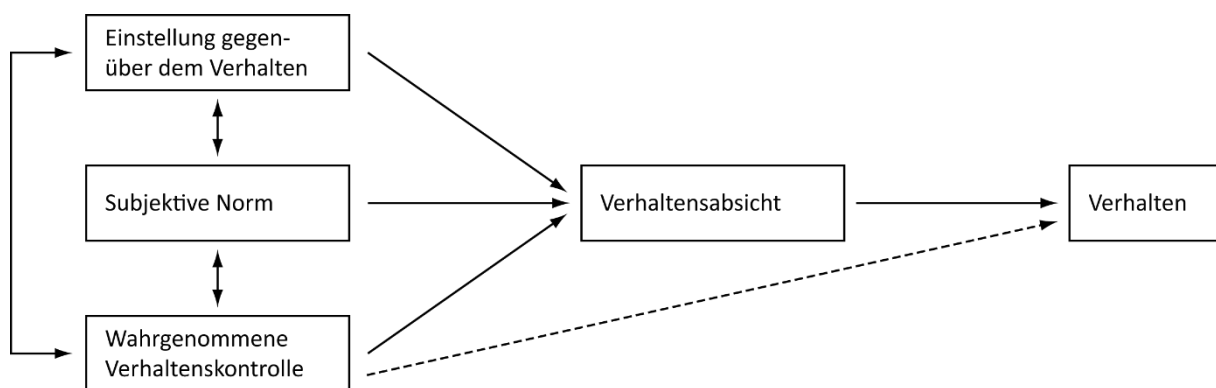 Einstellung gegen-
über dem Verhalten
Subjektive Norm
Verhaltensabsicht
Verhalten
Wahrgenommene
Verhaltenskontrolle